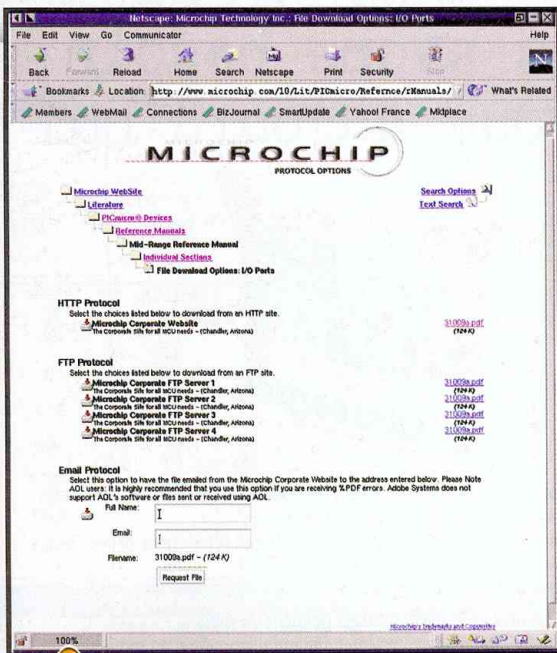 Netscape: Microchip Technology Inc.: File Download Options: I/O Ports
File Edit View Go Communicator Help
Back Forward Reload Home Search Netscape Print Security Stop
Bookmarks Location: http://www.microchip.com/10/Lit/PICmicro/Refernce/rManuals/ What's Related
Members WebMail Connections BizJournal SmartUpdate Yahoo! France Mktplace
MICROCHIP
PROTOCOL OPTIONS
Microchip WebSite
Search Options
Literature
Text Search
PICmicro® Devices
Reference Manuals
Mid-Range Reference Manual
Individual Sections
File Download Options: I/O Ports
HTTP Protocol
Select the choices listed below to download from an HTTP site.
Microchip Corporate Website 31009a.pdf
The Corporate Site for all MCU needs - (Chandler, Arizona) (124 K)
FTP Protocol
Select the choices listed below to download from an FTP site.
Microchip Corporate FTP Server 1 31009a.pdf
The Corporate Site for all MCU needs - (Chandler, Arizona) (124 K)
Microchip Corporate FTP Server 2 31009a.pdf
The Corporate Site for all MCU needs - (Chandler, Arizona) (124 K)
Microchip Corporate FTP Server 3 31009a.pdf
The Corporate Site for all MCU needs - (Chandler, Arizona) (124 K)
Microchip Corporate FTP Server 4 31009a.pdf
The Corporate Site for all MCU needs - (Chandler, Arizona) (124 K)
Email Protocol
Select this option to have the file emailed from the Microchip Corporate Website to the address entered below. Please Note
AOL users: It is highly recommended that you use this option if you are receiving %PDF errors. Adobe Systems does not
support AOL's software or files sent or received using AOL.
Full Name:
Email:
Filename: 31009a.pdf - (124 K)
Request File
Microchip's Trademarks and Copyrights
100%